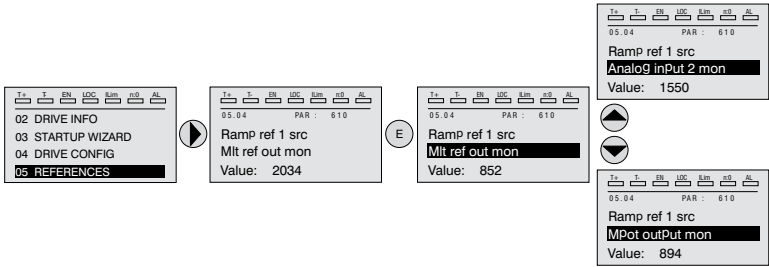 T+ T- EN LOC ILim n:0 AL
05.04 PAR : 610
Ramp ref 1 src
Analog input 2 mon
Value: 1550
T+ T- EN LOC ILim n:0 AL
02 DRIVE INFO
03 STARTUP WIZARD
04 DRIVE CONFIG
05 REFERENCES
T+ T- EN LOC ILim n:0 AL
05.04 PAR : 610
Ramp ref 1 src
Mlt ref out mon
Value: 2034
E
T+ T- EN LOC ILim n:0 AL
05.04 PAR : 610
Ramp ref 1 src
Mlt ref out mon
Value: 852
T+ T- EN LOC ILim n:0 AL
05.04 PAR : 610
Ramp ref 1 src
Mpot output mon
Value: 894